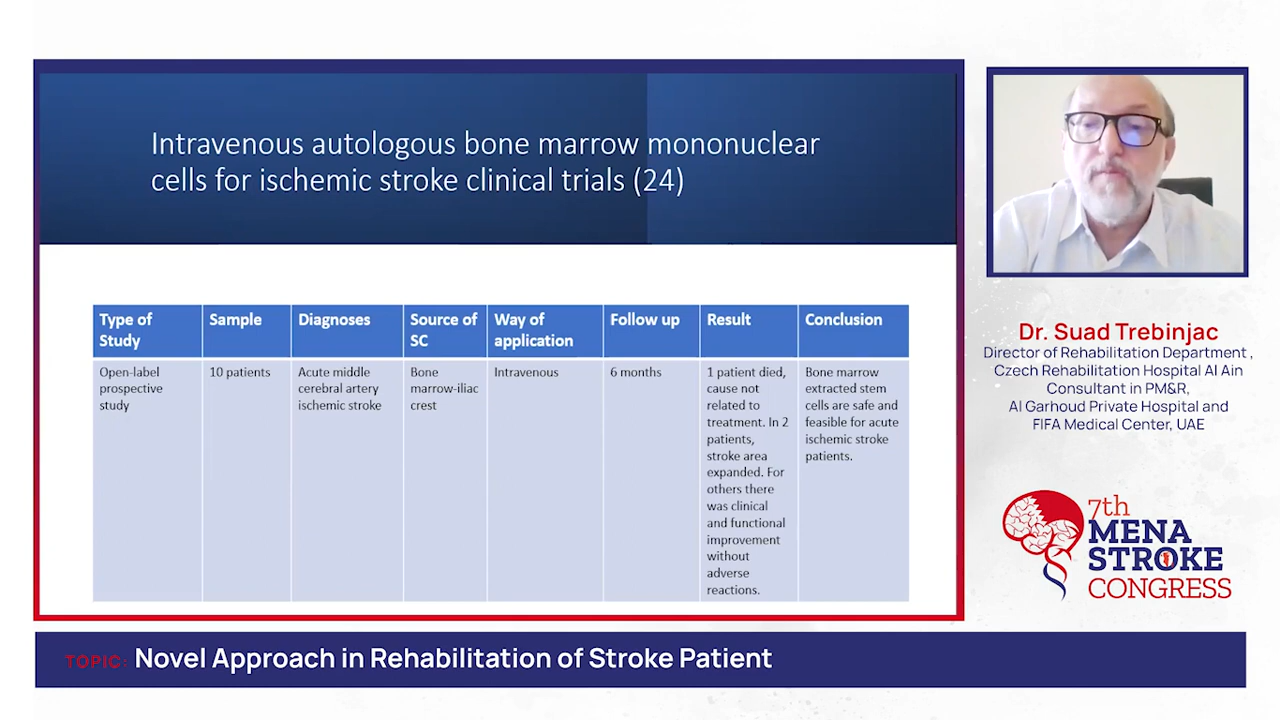 Intravenous autologous bone marrow mononuclear
cells for ischemic stroke clinical trials (24)
Type of
Study
Sample
Diagnoses
Source of
SC
Way of
application
Follow up
Result
Conclusion
Open-label
prospective
study
10 patients
Acute middle
cerebral artery
ischemic stroke
Bone
marrow-iliac
crest
Intravenous
6 months
1 patient died,
cause not
related to
treatment. In 2
patients,
stroke area
expanded. For
others there
was clinical
and functional
improvement
without
adverse
reactions.
Bone marrow
extracted stem
cells are safe and
feasible for acute
ischemic stroke
patients.
Dr. Suad Trebinjac
Director of Rehabilitation Department ,
Czech Rehabilitation Hospital Al Ain
Consultant in PM&R,
Al Garhoud Private Hospital and
FIFA Medical Center, UAE
7th
MENA
STROKE
CONGRESS
TOPIC: Novel Approach in Rehabilitation of Stroke Patient